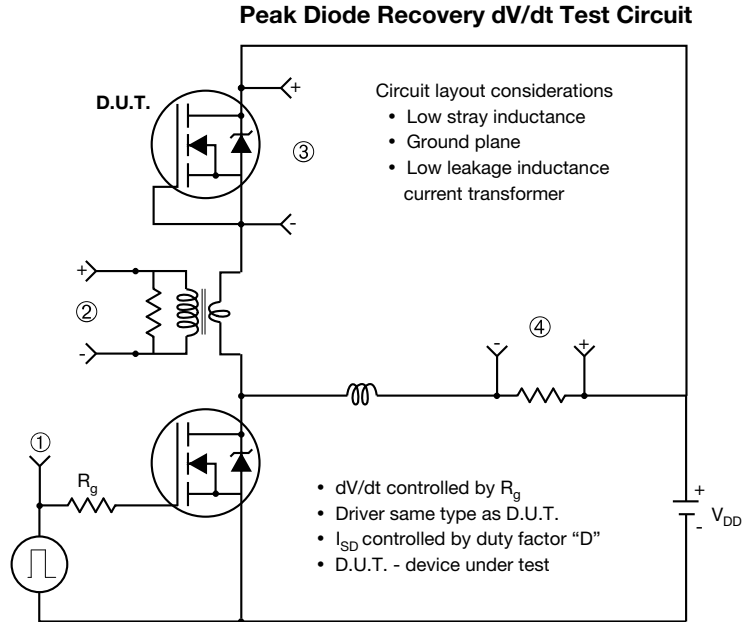 Peak Diode Recovery dV/dt Test Circuit
D.U.T.
+
-
③
Circuit layout considerations
• Low stray inductance
• Ground plane
• Low leakage inductance
current transformer
+
②
-
④
-
+
①
Rg
• dV/dt controlled by Rg
• Driver same type as D.U.T.
• ISD controlled by duty factor “D”
• D.U.T. - device under test
+
-
VDD